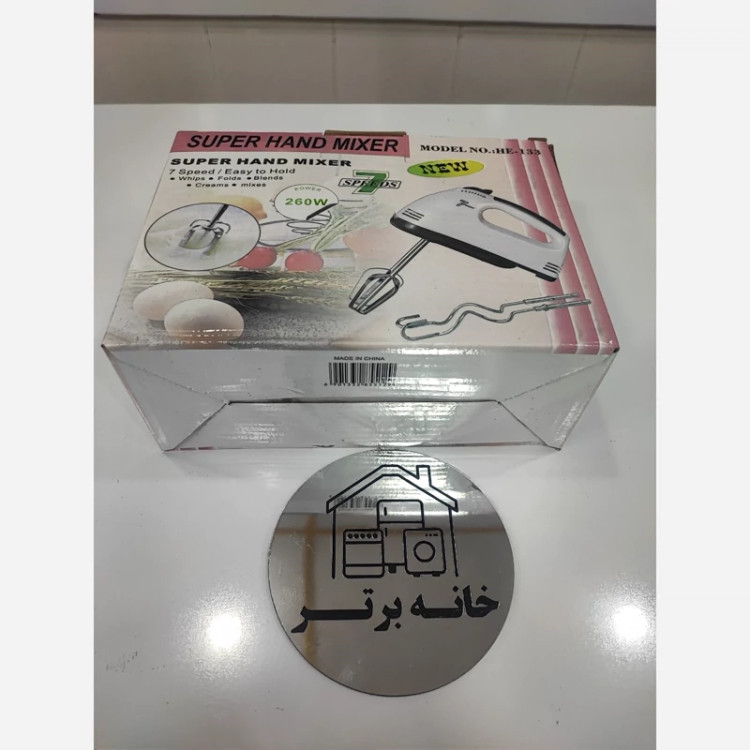 SUPER HAND MIXER
MODEL NO.:HE-133
SUPER HAND MIXER
7 Speed / Easy to Hold
• Whips • Folds • Blends
• Creams • mixes
7
SPEEDS
NEW
POWER
260W
MADE IN CHINA
خانه برتر